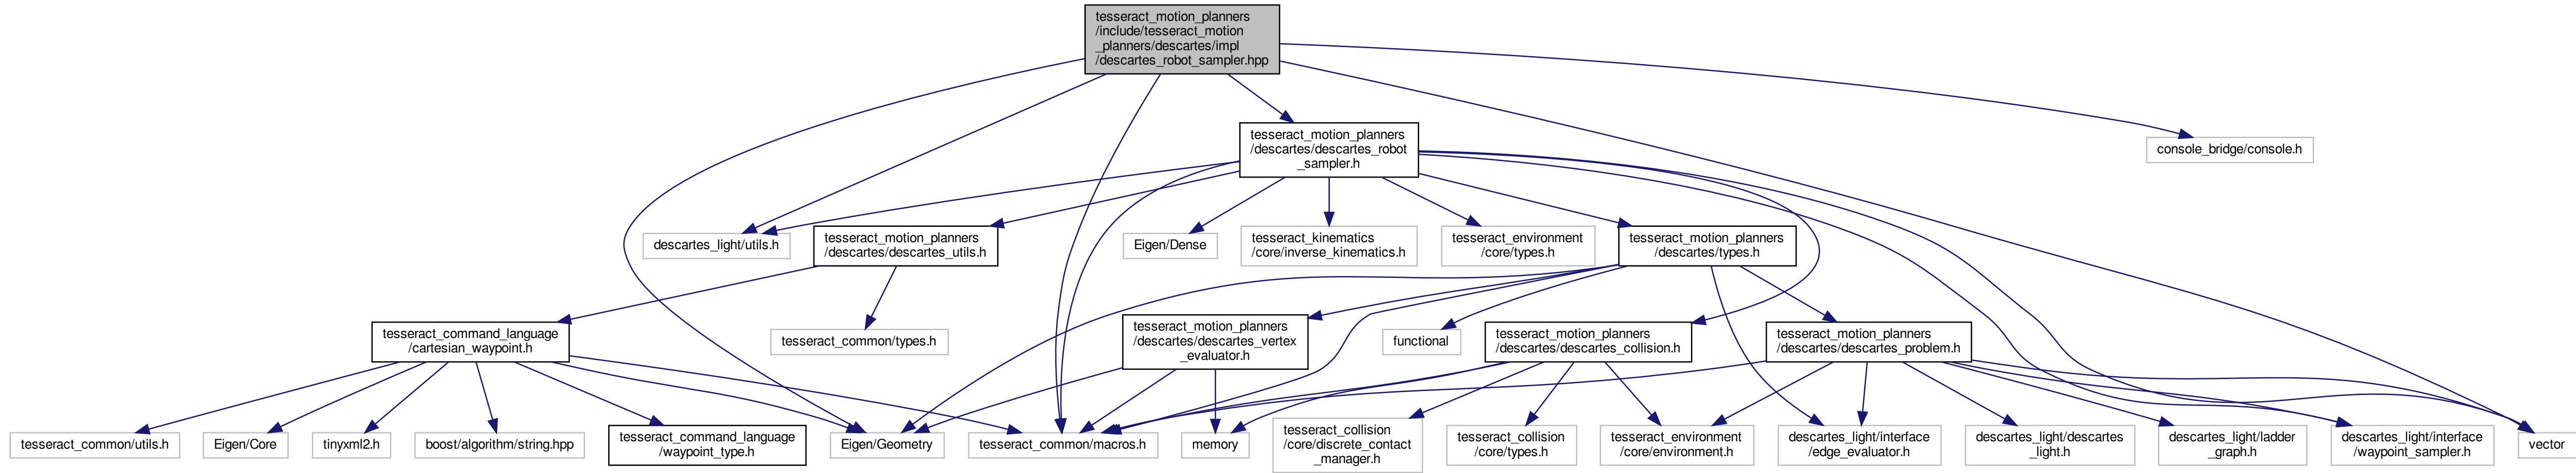 tesseract_motion_planners
/include/tesseract_motion
_planners/descartes/impl
/descartes_robot_sampler.hpp
tesseract_motion_planners
/descartes/descartes_robot
_sampler.h
console_bridge/console.h
descartes_light/utils.h
tesseract_motion_planners
/descartes/descartes_utils.h
Eigen/Dense
tesseract_kinematics
/core/inverse_kinematics.h
tesseract_environment
/core/types.h
tesseract_motion_planners
/descartes/types.h
tesseract_command_language
/cartesian_waypoint.h
tesseract_common/types.h
tesseract_motion_planners
/descartes/descartes_vertex
_evaluator.h
functional
tesseract_motion_planners
/descartes/descartes_collision.h
tesseract_motion_planners
/descartes/descartes_problem.h
tesseract_common/utils.h
Eigen/Core
tinyxml2.h
boost/algorithm/string.hpp
tesseract_command_language
/waypoint_type.h
Eigen/Geometry
tesseract_common/macros.h
memory
tesseract_collision
/core/discrete_contact
_manager.h
tesseract_collision
/core/types.h
tesseract_environment
/core/environment.h
descartes_light/interface
/edge_evaluator.h
descartes_light/descartes
_light.h
descartes_light/ladder
_graph.h
descartes_light/interface
/waypoint_sampler.h
vector